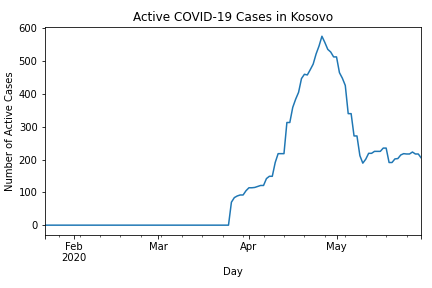 Active COVID-19 Cases in Kosovo
600
500
400
300
200
100
0
Number of Active Cases
Feb
2020
Mar
Apr
May
Day